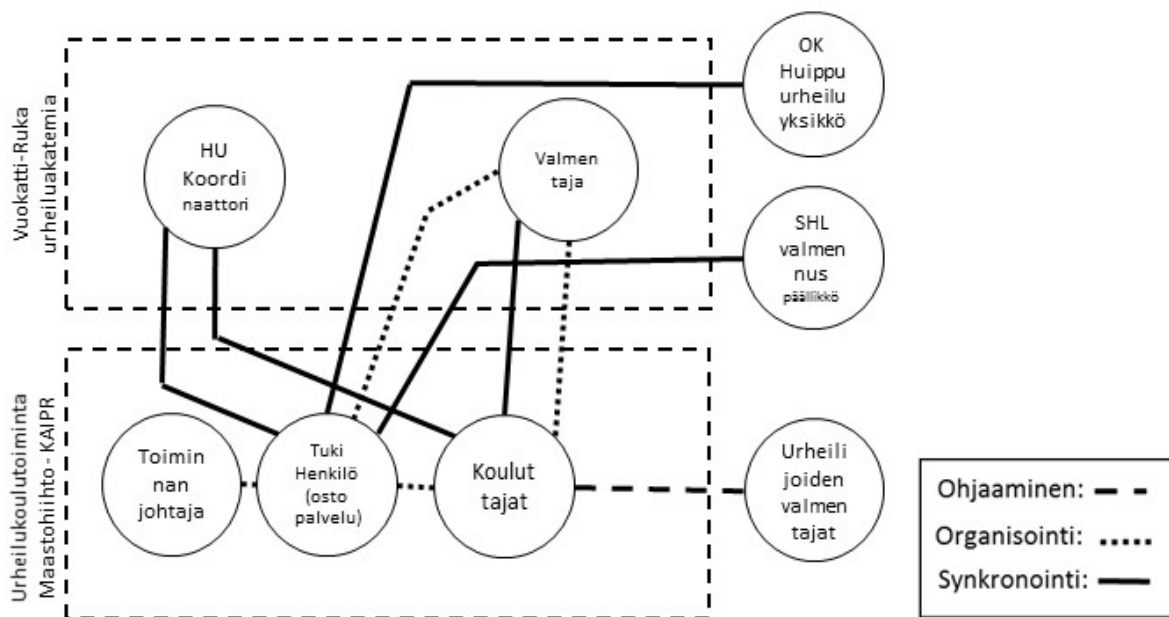 Vuokatti-Ruka
urheiluakatemia
HU
Koordi
naattori
Valmen
taja
OK
Huippu
urheilu
yksikkö
SHL
valmen
nus
päällikkö
Urheilukoulutoiminta
Maastohiihto - KAIPR
Toimin
nan
johtaja
Tuki
Henkilö
(osto
palvelu)
Koulut
tajat
Urheili
joiden
valmen
tajat
Ohjaaminen:
Organisointi:
Synkronointi: